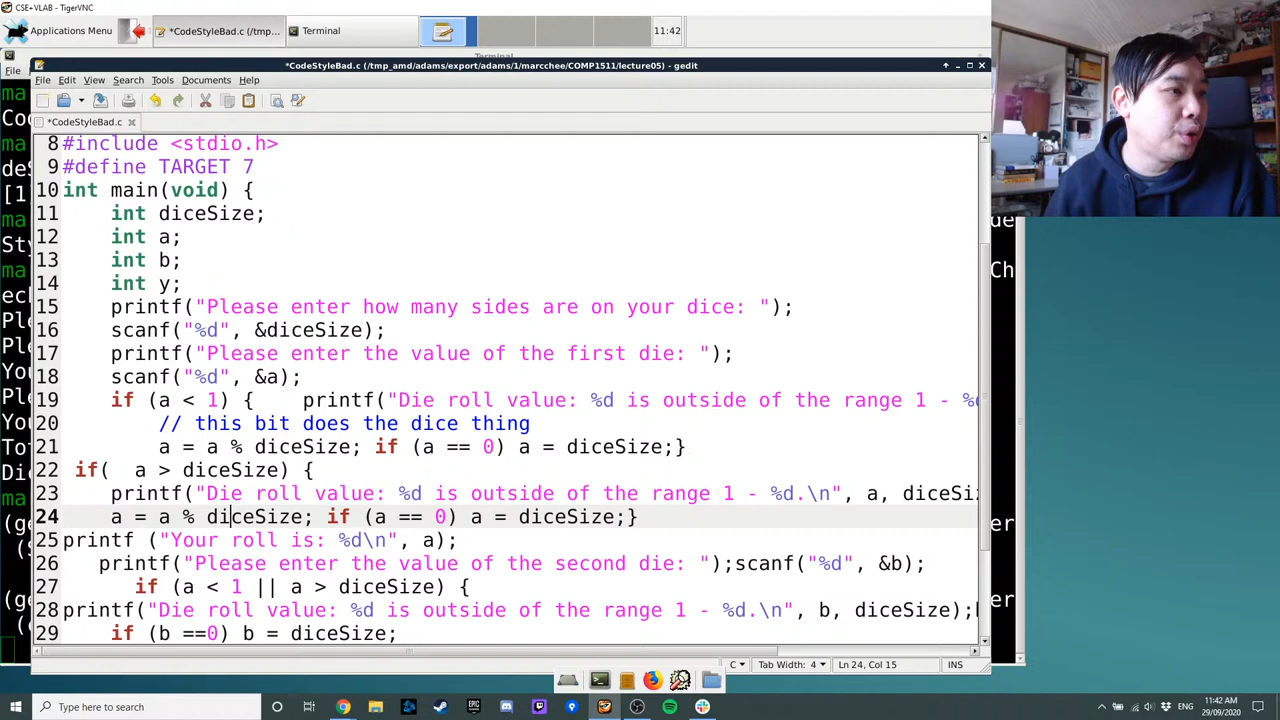 CSE+VLAB - TigerVNC
Applications Menu
*CodeStyleBad.c (/tmp...
Terminal
11:42
*CodeStyleBad.c (/tmp_amd/adams/export/adams/1/marcchee/COMP1511/lecture05) - gedit
File Edit View Search Tools Documents Help
*CodeStyleBad.c
8 #include <stdio.h>
9 #define TARGET 7
10 int main(void) {
11 int diceSize;
12 int a;
13 int b;
14 int y;
15 printf("Please enter how many sides are on your dice: ");
16 scanf("%d", &diceSize);
17 printf("Please enter the value of the first die: ");
18 scanf("%d", &a);
19 if (a < 1) { printf("Die roll value: %d is outside of the range 1 - %d
20 // this bit does the dice thing
21 a = a % diceSize; if (a == 0) a = diceSize;}
22 if( a > diceSize) {
23 printf("Die roll value: %d is outside of the range 1 - %d.\n", a, diceSi
24 a = a % diceSize; if (a == 0) a = diceSize;}
25 printf ("Your roll is: %d\n", a);
26 printf("Please enter the value of the second die: ");scanf("%d", &b);
27 if (a < 1 || a > diceSize) {
28 printf("Die roll value: %d is outside of the range 1 - %d.\n", b, diceSize);
29 if (b ==0) b = diceSize;
C Tab Width: 4 Ln 24, Col 15 INS
Type here to search
ENG
11:42 AM
29/09/2020